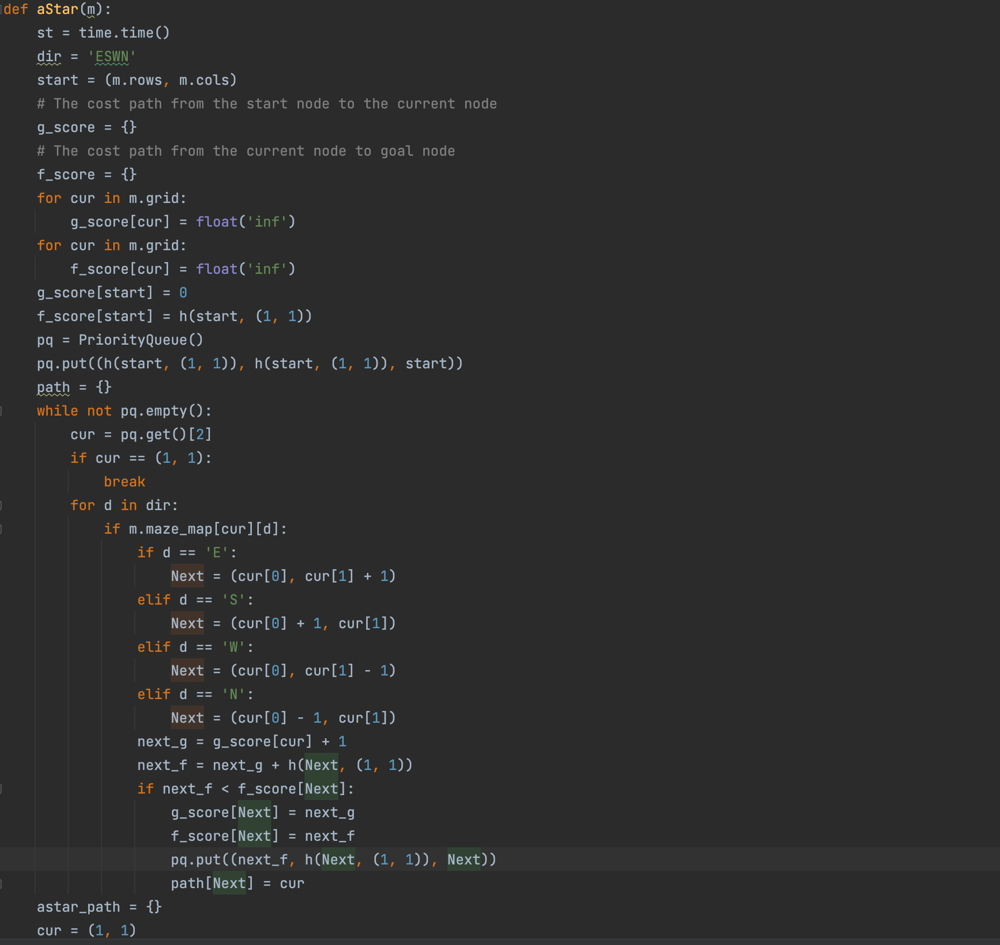 def aStar(m):
    st = time.time()
    dir = 'ESWN'
    start = (m.rows, m.cols)
    # The cost path from the start node to the current node
    g_score = {}
    # The cost path from the current node to goal node
    f_score = {}
    for cur in m.grid:
        g_score[cur] = float('inf')
    for cur in m.grid:
        f_score[cur] = float('inf')
    g_score[start] = 0
    f_score[start] = h(start, (1, 1))
    pq = PriorityQueue()
    pq.put((h(start, (1, 1)), h(start, (1, 1)), start))
    path = {}
    while not pq.empty():
        cur = pq.get()[2]
        if cur == (1, 1):
            break
        for d in dir:
            if m.maze_map[cur][d]:
                if d == 'E':
                    Next = (cur[0], cur[1] + 1)
                elif d == 'S':
                    Next = (cur[0] + 1, cur[1])
                elif d == 'W':
                    Next = (cur[0], cur[1] - 1)
                elif d == 'N':
                    Next = (cur[0] - 1, cur[1])
                next_g = g_score[cur] + 1
                next_f = next_g + h(Next, (1, 1))
                if next_f < f_score[Next]:
                    g_score[Next] = next_g
                    f_score[Next] = next_f
                    pq.put((next_f, h(Next, (1, 1)), Next))
                    path[Next] = cur
    astar_path = {}
    cur = (1, 1)